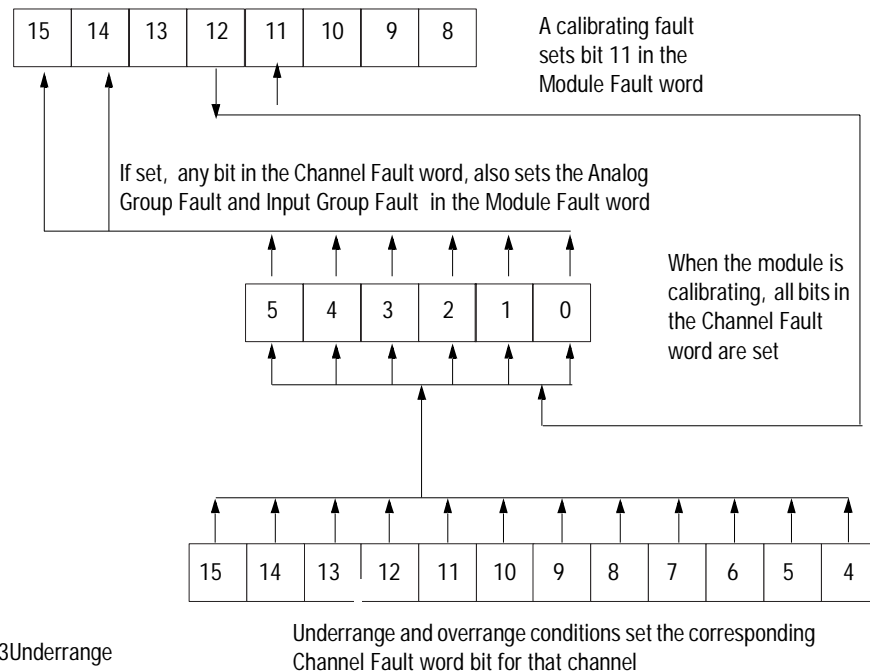 15 14 13 12 11 10 9 8
A calibrating fault
sets bit 11 in the
Module Fault word
If set, any bit in the Channel Fault word, also sets the Analog
Group Fault and Input Group Fault in the Module Fault word
When the module is
calibrating, all bits in
the Channel Fault
word are set
5 4 3 2 1 0
15 14 13 12 11 10 9 8 7 6 5 4
3Underrange
Underrange and overrange conditions set the corresponding
Channel Fault word bit for that channel